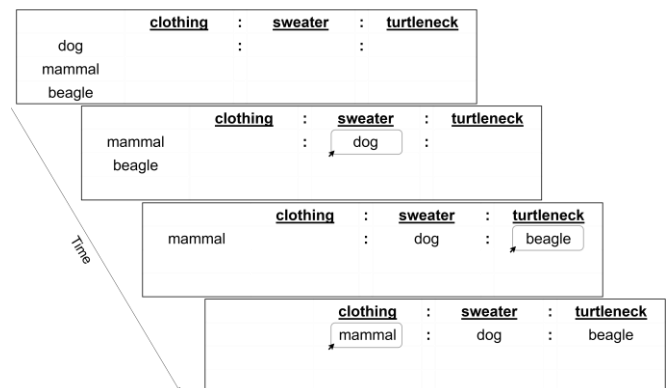 clothing : sweater : turtleneck
dog : :
mammal
beagle
clothing : sweater : turtleneck
mammal : dog :
beagle
clothing : sweater : turtleneck
mammal : dog : beagle
clothing : sweater : turtleneck
mammal : dog : beagle
Time